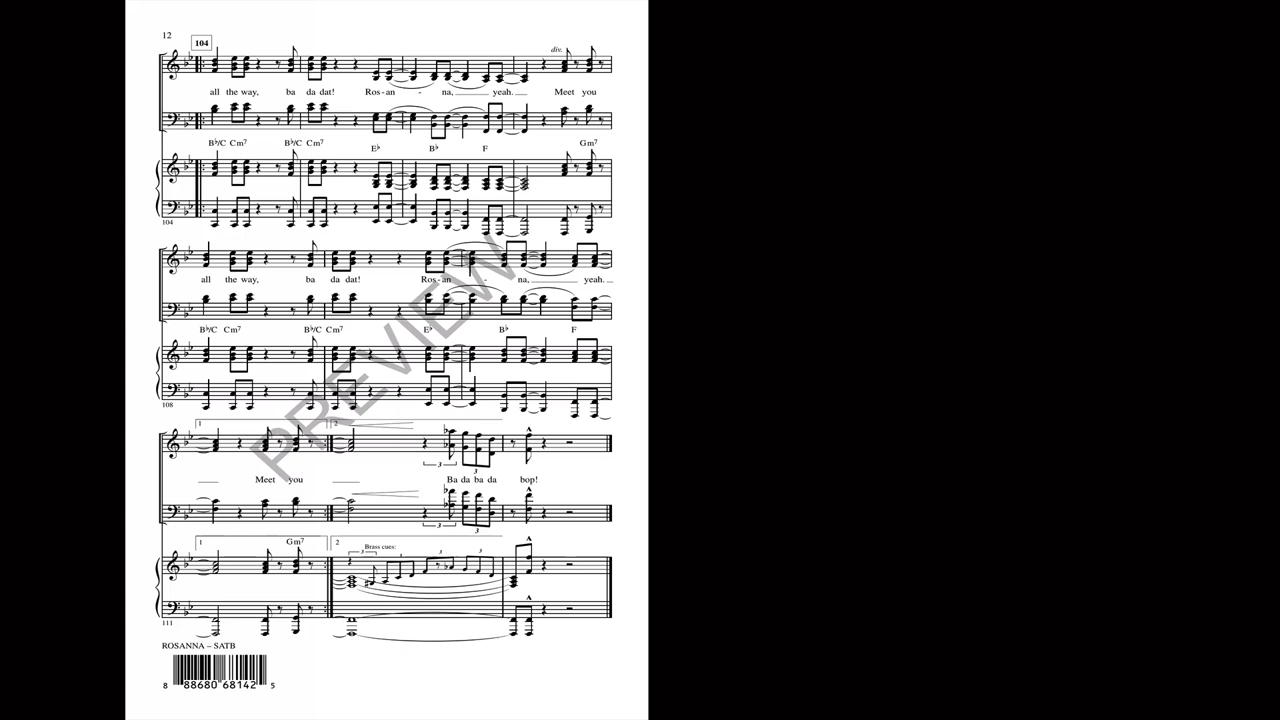 12
104
div.
all the way, ba da dat! Ros - an - na, yeah. Meet you
B♭/C Cm7 B♭/C Cm7 E♭ B♭ F Gm7
104
all the way, ba da dat! Ros - an - na, yeah.
B♭/C Cm7 B♭/C Cm7 E♭ B♭ F
108
PREVIEW
1 2
3 3
Meet you Ba da ba da bop!
3 3
1 Gm7 2
Brass cues:
3 3 3
111
ROSANNA – SATB
8 88680 68142 5